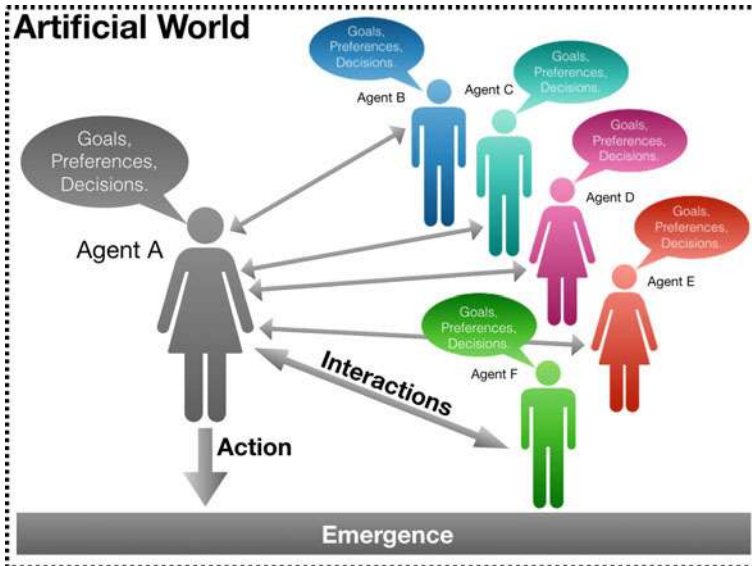 Artificial World
Goals,
Preferences,
Decisions.
Agent B
Goals,
Preferences,
Decisions.
Agent C
Goals,
Preferences,
Decisions.
Agent A
Goals,
Preferences,
Decisions.
Agent D
Goals,
Preferences,
Decisions.
Agent E
Goals,
Preferences,
Decisions.
Agent F
Interactions
Action
Emergence